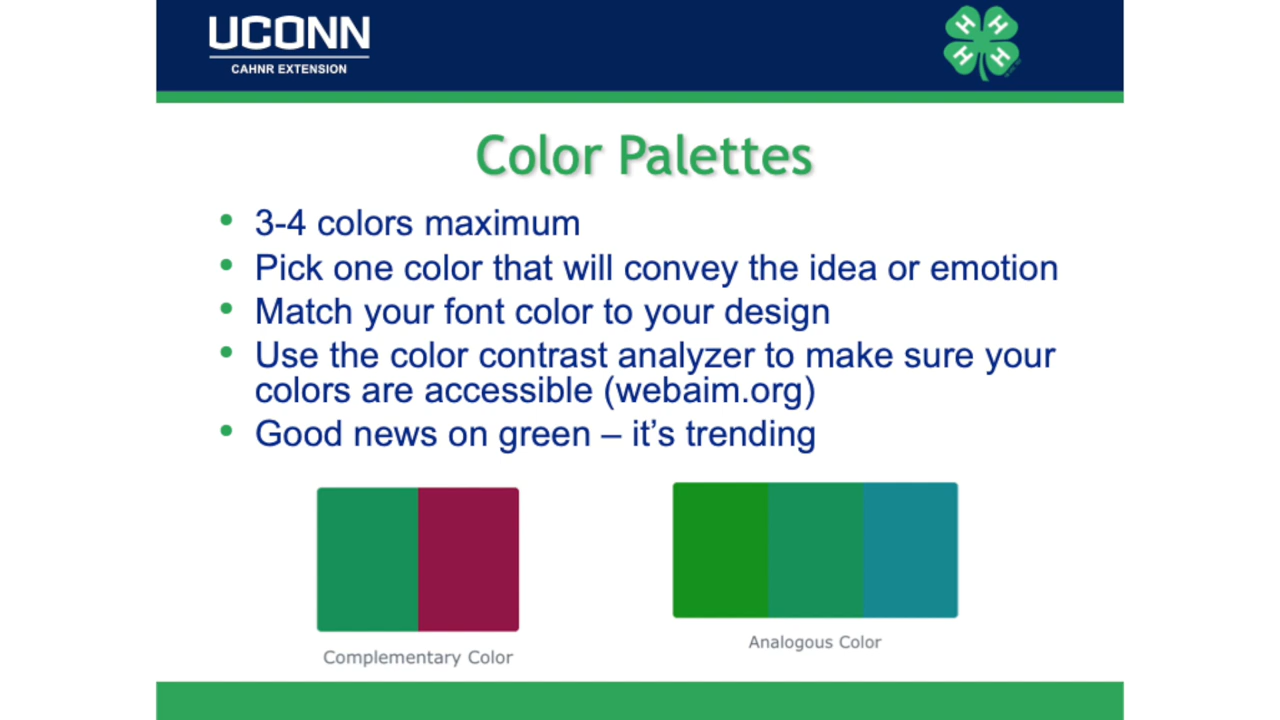 UCONN
CAHNR EXTENSION
H H
H H
Color Palettes
• 3-4 colors maximum
• Pick one color that will convey the idea or emotion
• Match your font color to your design
• Use the color contrast analyzer to make sure your
colors are accessible (webaim.org)
• Good news on green – it’s trending
Complementary Color
Analogous Color